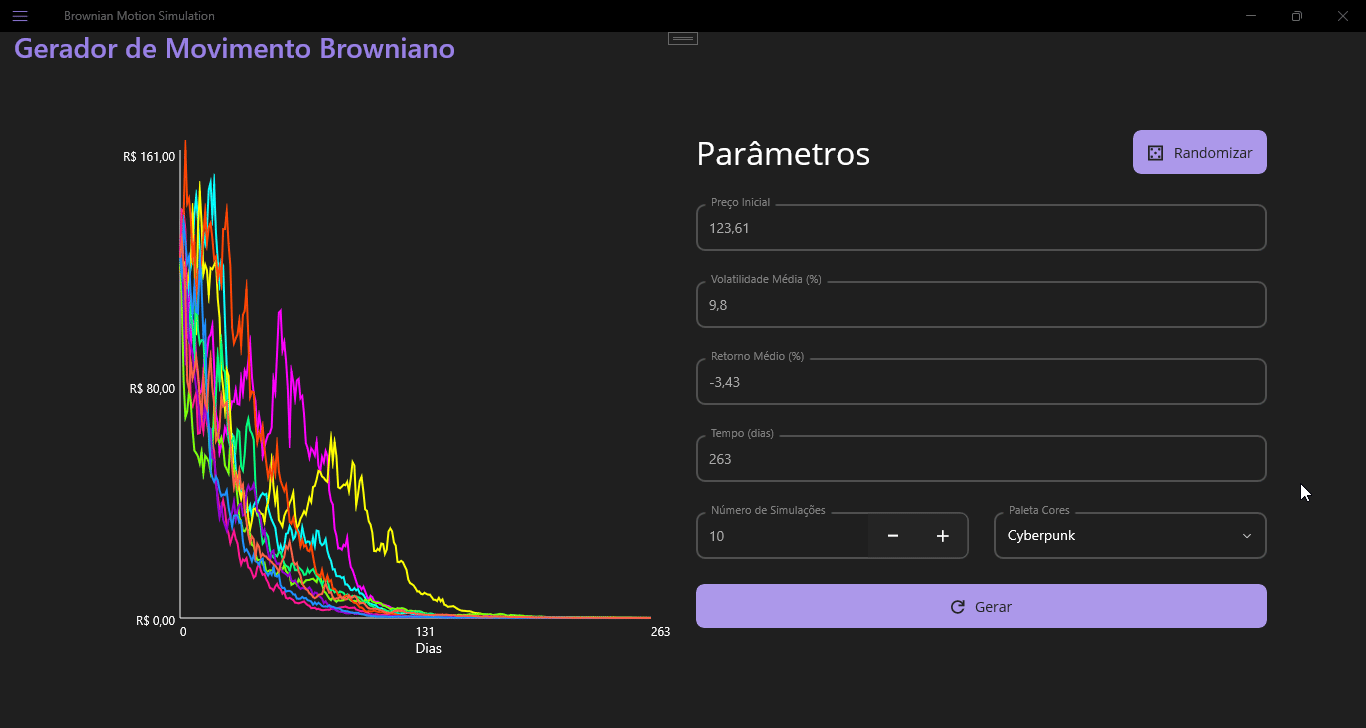 Brownian Motion Simulation
Gerador de Movimento Browniano
R$ 161,00
R$ 80,00
R$ 0,00
0
131
263
Dias
Parâmetros
Randomizar
Preço Inicial
123,61
Volatilidade Média (%)
9,8
Retorno Médio (%)
-3,43
Tempo (dias)
263
Número de Simulações
10
Paleta Cores
Cyberpunk
Gerar